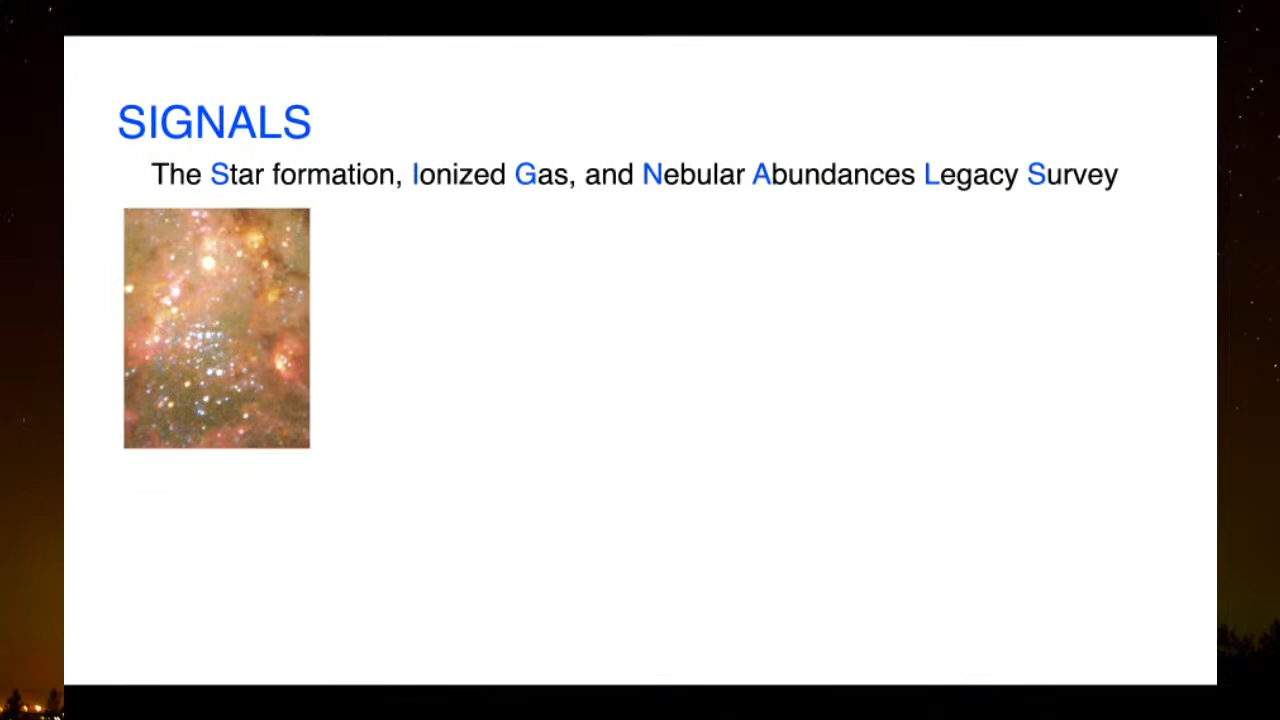 SIGNALS
The Star formation, Ionized Gas, and Nebular Abundances Legacy Survey